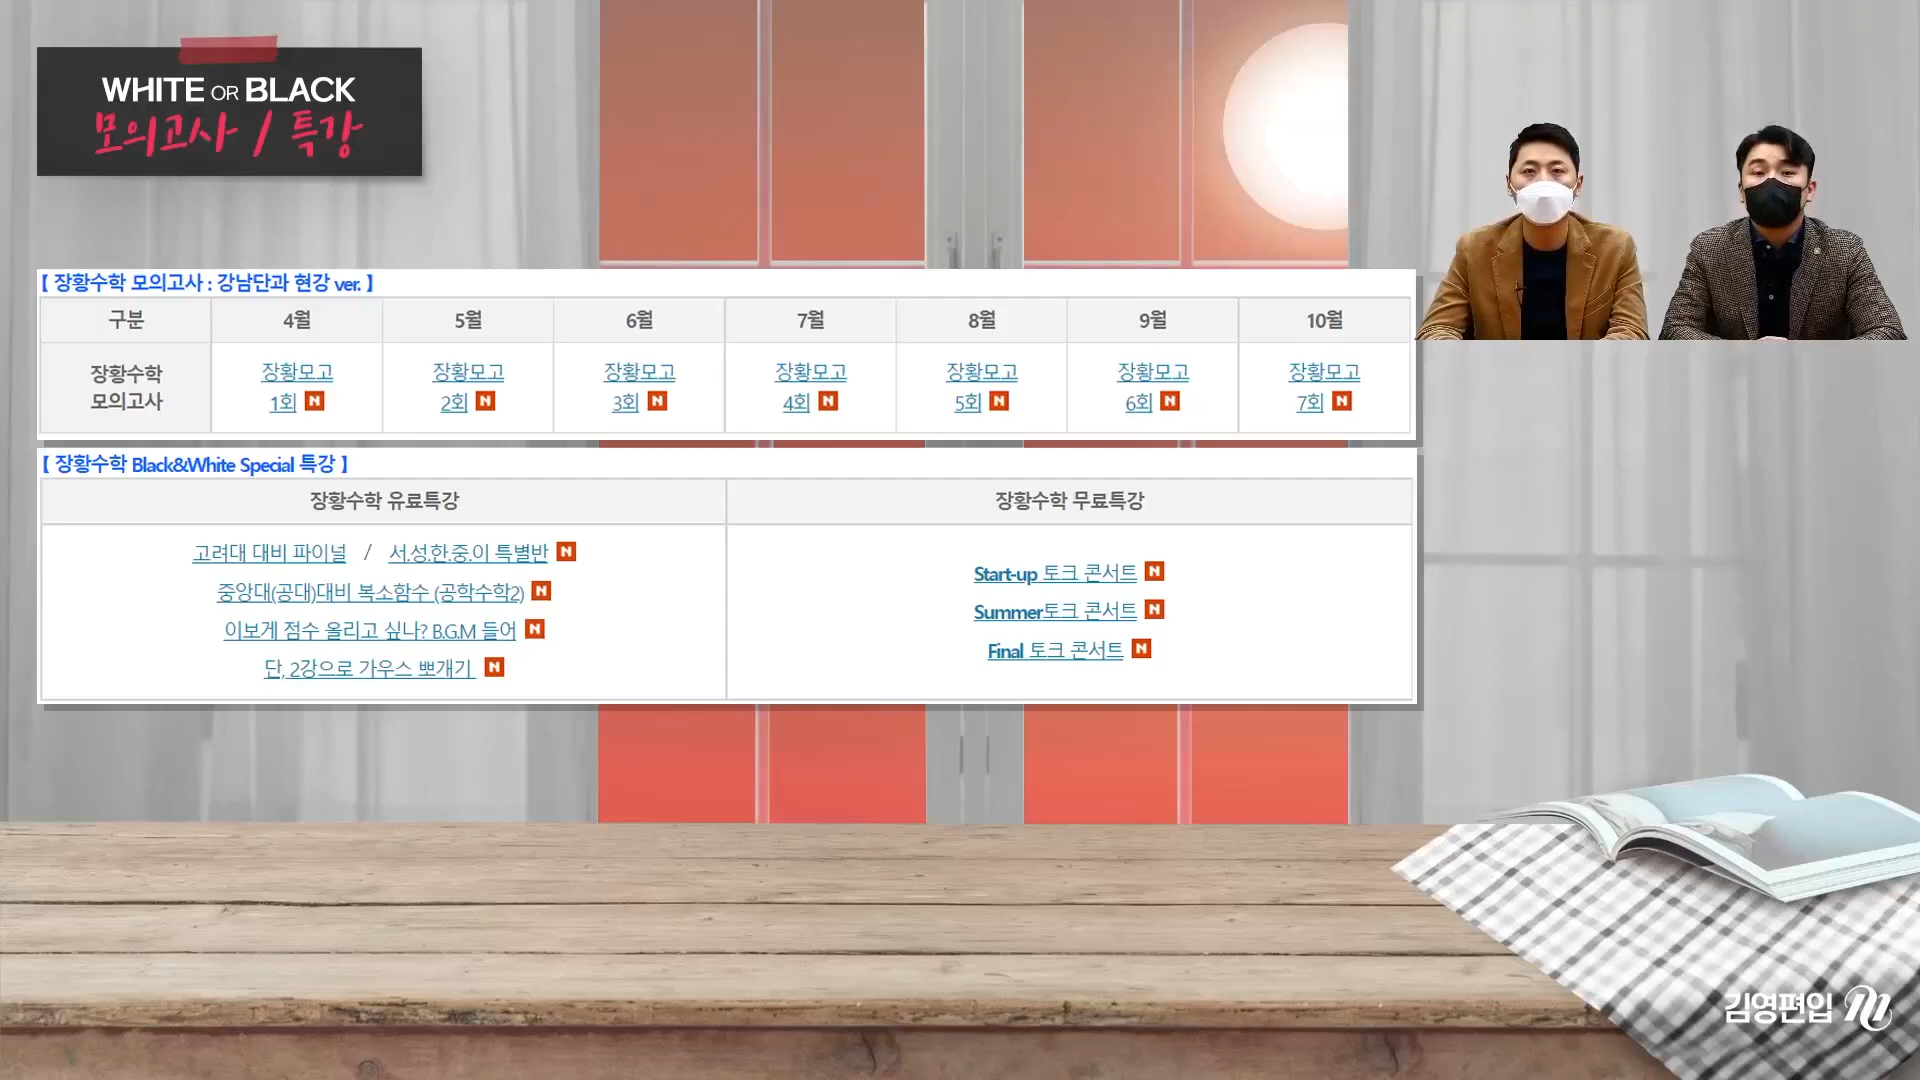 WHITE OR BLACK
모의고사 / 특강
【 장황수학 모의고사 : 강남단과 현강 ver. 】
구분 4월 5월 6월 7월 8월 9월 10월
장황수학 모의고사 장황모고 1회 N 장황모고 2회 N 장황모고 3회 N 장황모고 4회 N 장황모고 5회 N 장황모고 6회 N 장황모고 7회 N
【 장황수학 Black&White Special 특강 】
장황수학 유료특강 장황수학 무료특강
고려대 대비 파이널 / 서.성.한.중.이 특별반 N
중앙대(공대)대비 복소함수 (공학수학2) N
이보게 점수 올리고 싶나? B.G.M 들어 N
단, 2강으로 가우스 뽀개기 N
Start-up 토크 콘서트 N
Summer토크 콘서트 N
Final 토크 콘서트 N
김영편입